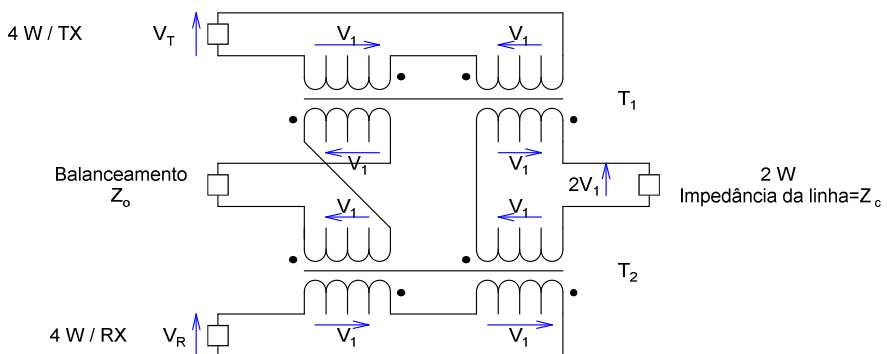 4 W / TX
V_T
V_1
V_1
T_1
V_1
V_1
Balanceamento
Z_o
2V_1
2 W
Impedância da linha=Z_c
V_1
V_1
T_2
4 W / RX
V_R
V_1
V_1